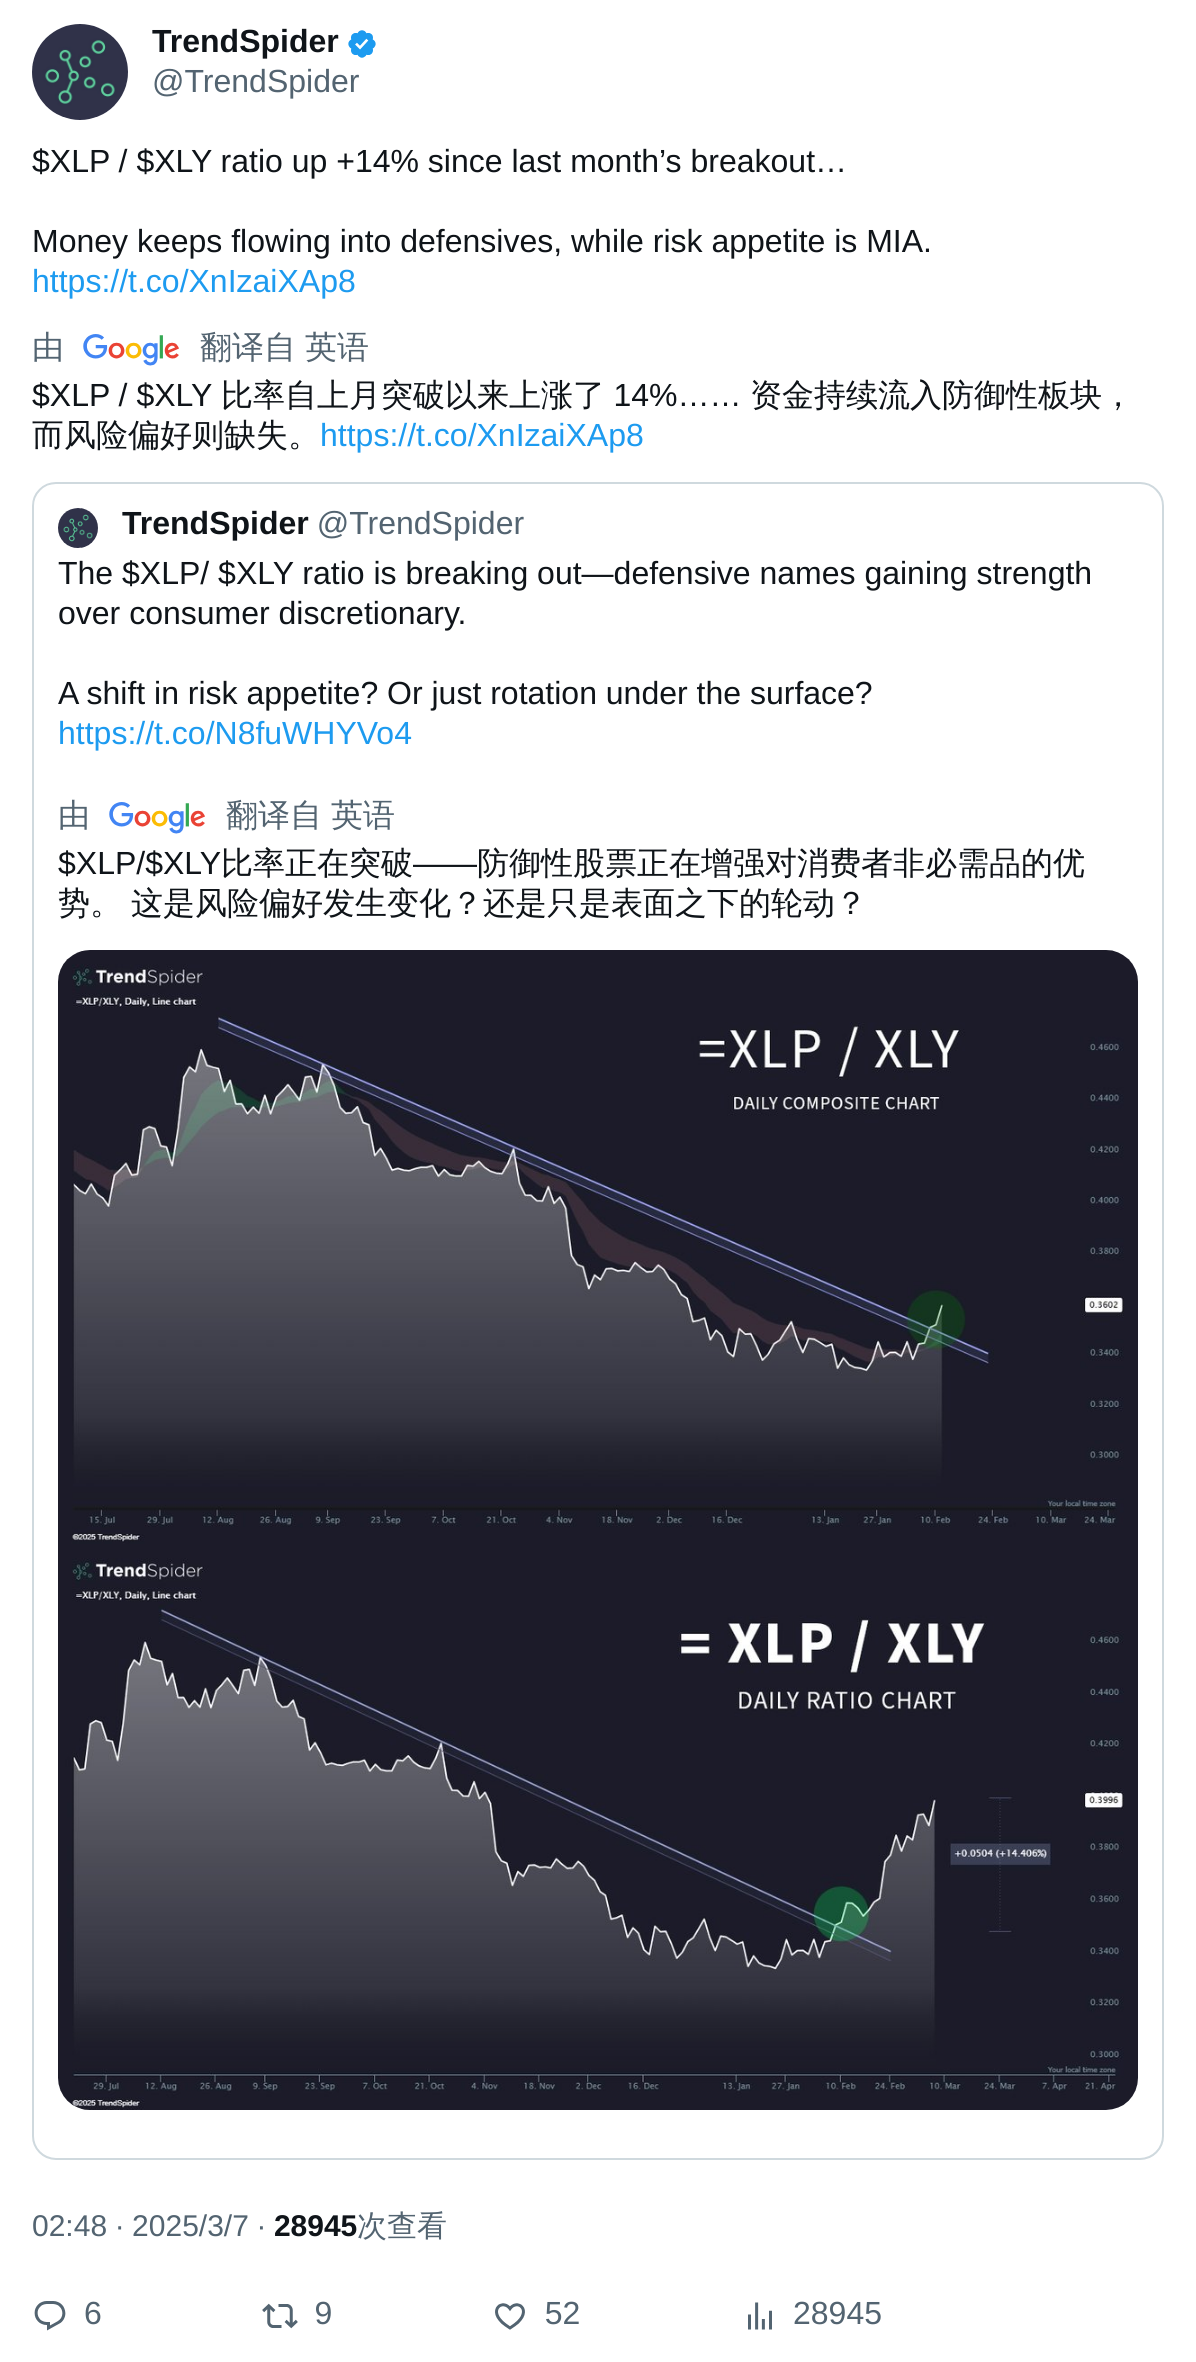 TrendSpider
@TrendSpider
$XLP / $XLY ratio up +14% since last month’s breakout…
Money keeps flowing into defensives, while risk appetite is MIA.
https://t.co/XnIzaiXAp8
由 Google 翻译自 英语
$XLP / $XLY 比率自上月突破以来上涨了 14%…… 资金持续流入防御性板块，
而风险偏好则缺失。https://t.co/XnIzaiXAp8
TrendSpider @TrendSpider
The $XLP/ $XLY ratio is breaking out—defensive names gaining strength
over consumer discretionary.
A shift in risk appetite? Or just rotation under the surface?
https://t.co/N8fuWHYVo4
由 Google 翻译自 英语
$XLP/$XLY比率正在突破——防御性股票正在增强对消费者非必需品的优
势。 这是风险偏好发生变化？还是只是表面之下的轮动？
TrendSpider
=XLP/XLY, Daily, Line chart
=XLP / XLY
DAILY COMPOSITE CHART
0.4600
0.4400
0.4200
0.4000
0.3800
0.3602
0.3400
0.3200
0.3000
Your local time zone
15. Jul 29. Jul 12. Aug 26. Aug 9. Sep 23. Sep 7. Oct 21. Oct 4. Nov 18. Nov 2. Dec 16. Dec 13. Jan 27. Jan 10. Feb 24. Feb 10. Mar 24. Mar
©2025 TrendSpider
TrendSpider
=XLP/XLY, Daily, Line chart
= XLP / XLY
DAILY RATIO CHART
0.4600
0.4400
0.4200
0.3996
+0.0504 (+14.406%)
0.3800
0.3600
0.3400
0.3200
0.3000
Your local time zone
29. Jul 12. Aug 26. Aug 9. Sep 23. Sep 7. Oct 21. Oct 4. Nov 18. Nov 2. Dec 16. Dec 13. Jan 27. Jan 10. Feb 24. Feb 10. Mar 24. Mar 7. Apr 21. Apr
©2025 TrendSpider
02:48 · 2025/3/7 · 28945次查看
6 9 52 28945